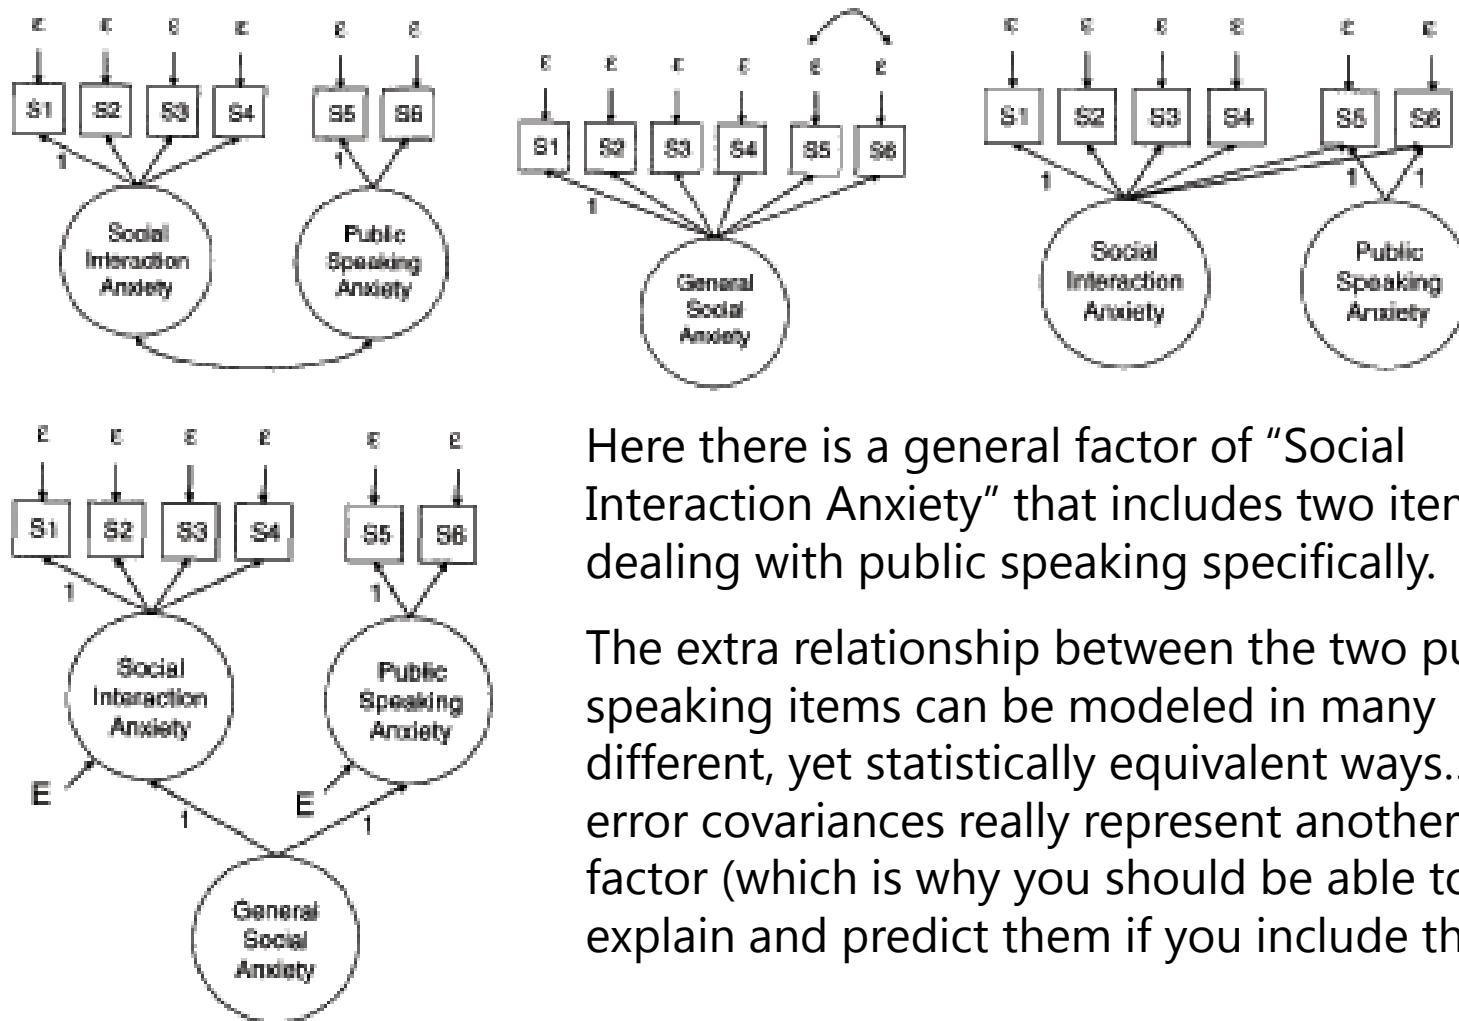 ε ε ε ε ε ε
S1 S2 S3 S4 S5 S6
1 1
Social
Interaction
Anxiety
Public
Speaking
Anxiety
ε ε ε ε ε ε
S1 S2 S3 S4 S5 S6
1
General
Social
Anxiety
ε ε ε ε ε ε
S1 S2 S3 S4 S5 S6
1 1 1
Social
Interaction
Anxiety
Public
Speaking
Anxiety
ε ε ε ε ε ε
S1 S2 S3 S4 S5 S6
1 1
Social
Interaction
Anxiety
Public
Speaking
Anxiety
E E
1 1
General
Social
Anxiety
Here there is a general factor of “Social
Interaction Anxiety” that includes two
dealing with public speaking specifically.
The extra relationship between the two
speaking items can be modeled in many
different, yet statistically equivalent ways..
error covariances really represent another
factor (which is why you should be able to
explain and predict them if you include